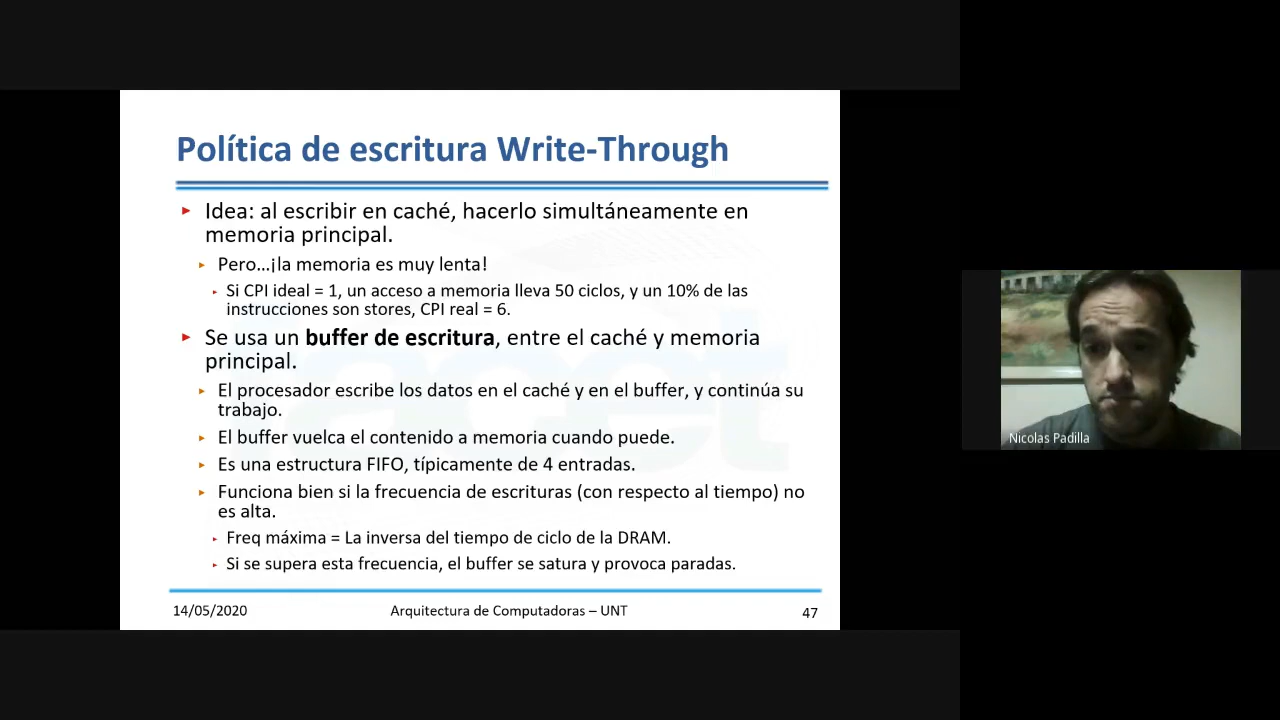 Política de escritura Write-Through
Idea: al escribir en caché, hacerlo simultáneamente en
memoria principal.
Pero...¡la memoria es muy lenta!
Si CPI ideal = 1, un acceso a memoria lleva 50 ciclos, y un 10% de las
instrucciones son stores, CPI real = 6.
Se usa un buffer de escritura, entre el caché y memoria
principal.
El procesador escribe los datos en el caché y en el buffer, y continúa su
trabajo.
El buffer vuelca el contenido a memoria cuando puede.
Es una estructura FIFO, típicamente de 4 entradas.
Funciona bien si la frecuencia de escrituras (con respecto al tiempo) no
es alta.
Freq máxima = La inversa del tiempo de ciclo de la DRAM.
Si se supera esta frecuencia, el buffer se satura y provoca paradas.
14/05/2020
Arquitectura de Computadoras – UNT
47
Nicolas Padilla